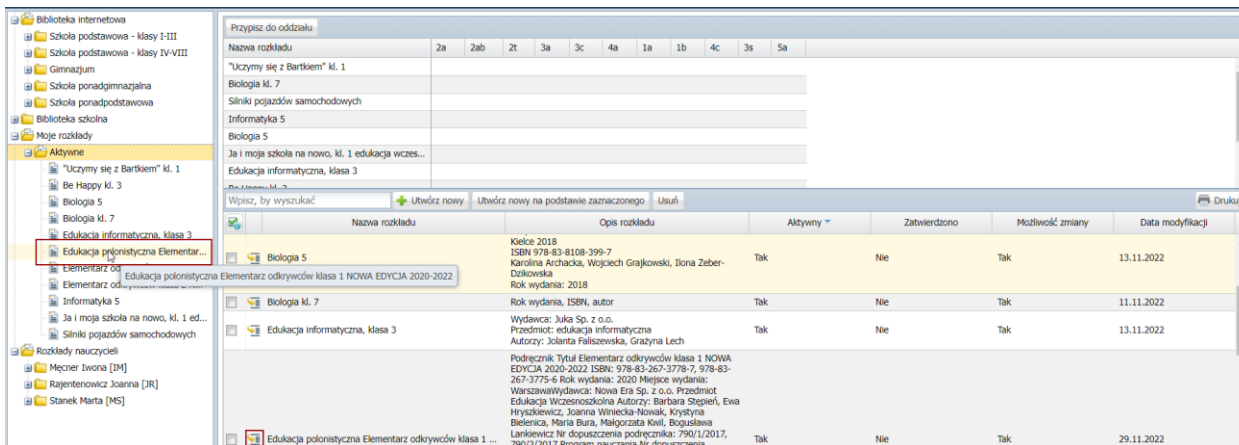 Biblioteka internetowa
Szkoła podstawowa - klasy I-III
Szkoła podstawowa - klasy IV-VIII
Gimnazjum
Szkoła ponadgimnazjalna
Szkoła ponadpodstawowa
Biblioteka szkolna
Moje rozkłady
Aktywne
"Uczymy się z Bartkiem" kl. 1
Be Happy kl. 3
Biologia 5
Biologia kl. 7
Edukacja informatyczna, klasa 3
Edukacja polonistyczna Elementar...
Elementarz
Elementarz
Informatyka 5
Ja i moja szkoła na nowo, kl. 1 ed...
Silniki pojazdów samochodowych
Rozkłady nauczycieli
Męcner Iwona [IM]
Rajentenowicz Joanna [JR]
Stanek Marta [MS]
Edukacja polonistyczna Elementarz odkrywców klasa 1 NOWA EDYCJA 2020-2022
Przypisz do oddziału
Nazwa rozkładu 2a 2ab 2t 3a 3c 4a 1a 1b 4c 3s 5a
"Uczymy się z Bartkiem" kl. 1
Biologia kl. 7
Silniki pojazdów samochodowych
Informatyka 5
Biologia 5
Ja i moja szkoła na nowo, kl. 1 edukacja wczes...
Edukacja informatyczna, klasa 3
Be Happy kl. 3
Wpisz, by wyszukać Utwórz nowy Utwórz nowy na podstawie zaznaczonego Usuń Drukuj
Nazwa rozkładu Opis rozkładu Aktywny Zatwierdzono Możliwość zmiany Data modyfikacji
Kielce 2018
ISBN 978-83-8108-399-7
Biologia 5 Karolina Archacka, Wojciech Grajkowski, Ilona Żeber- Tak Nie Tak 13.11.2022
Dzikowska
Rok wydania: 2018
Biologia kl. 7 Rok wydania, ISBN, autor Tak Nie Tak 11.11.2022
Wydawca: Juka Sp. z o.o.
Edukacja informatyczna, klasa 3 Przedmiot: edukacja informatyczna Tak Nie Tak 13.11.2022
Autorzy: Jolanta Faliszewska, Grażyna Lech
Podręcznik Tytuł Elementarz odkrywców klasa 1 NOWA
EDYCJA 2020-2022 ISBN: 978-83-267-3778-7, 978-83-
267-3775-6 Rok wydania: 2020 Miejsce wydania:
WarszawaWydawca: Nowa Era Sp. z o.o. Przedmiot
Edukacja Wczesnoszkolna Autorzy: Barbara Stępień, Ewa
Hryszkiewicz, Joanna Winiecka-Nowak, Krystyna
Bielenica, Maria Bura, Małgorzata Kwil, Bogusława
Lankiewicz Nr dopuszczenia podręcznika: 790/1/2017,
Edukacja polonistyczna Elementarz odkrywców klasa 1 ... 790/2/2017 Program nauczania Nr dopuszczenia Tak Nie Tak 29.11.2022